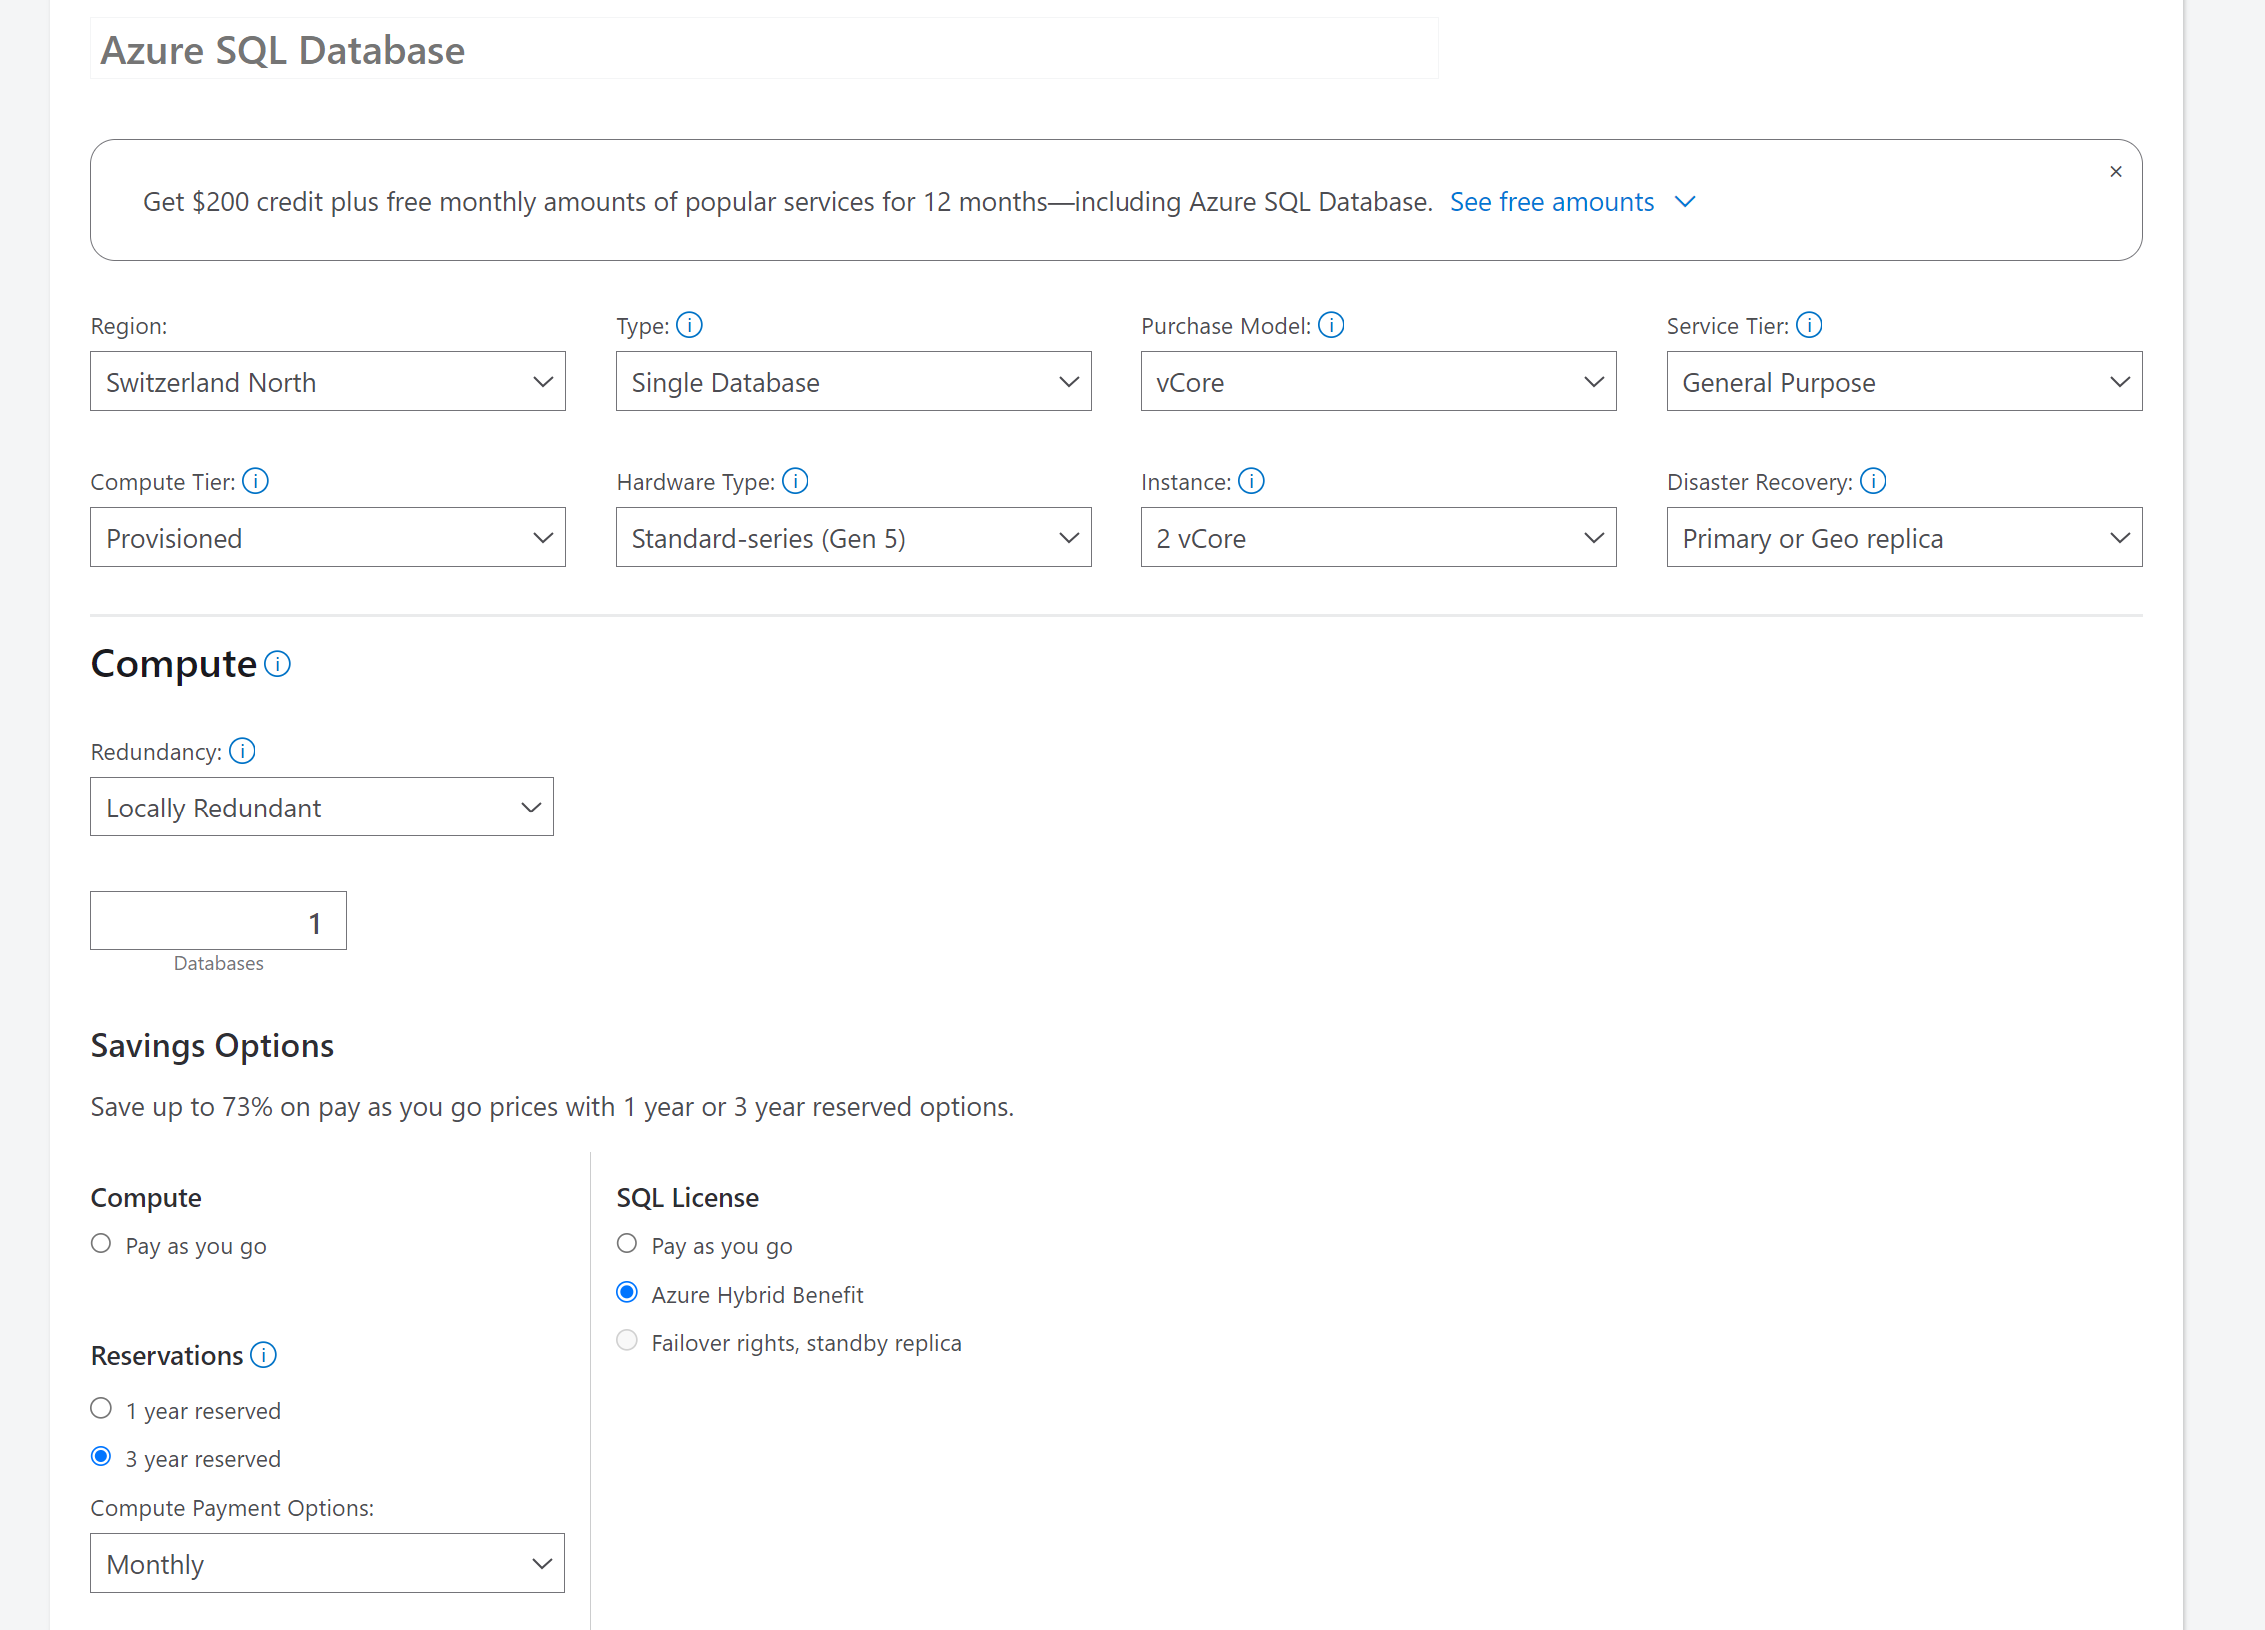 Azure SQL Database
Get $200 credit plus free monthly amounts of popular services for 12 months—including Azure SQL Database. See free amounts
Region:
Type:
Purchase Model:
Service Tier:
Switzerland North
Single Database
vCore
General Purpose
Compute Tier:
Hardware Type:
Instance:
Disaster Recovery:
Provisioned
Standard-series (Gen 5)
2 vCore
Primary or Geo replica
Compute
Redundancy:
Locally Redundant
1
Databases
Savings Options
Save up to 73% on pay as you go prices with 1 year or 3 year reserved options.
Compute
Pay as you go
Reservations
1 year reserved
3 year reserved
Compute Payment Options:
Monthly
SQL License
Pay as you go
Azure Hybrid Benefit
Failover rights, standby replica